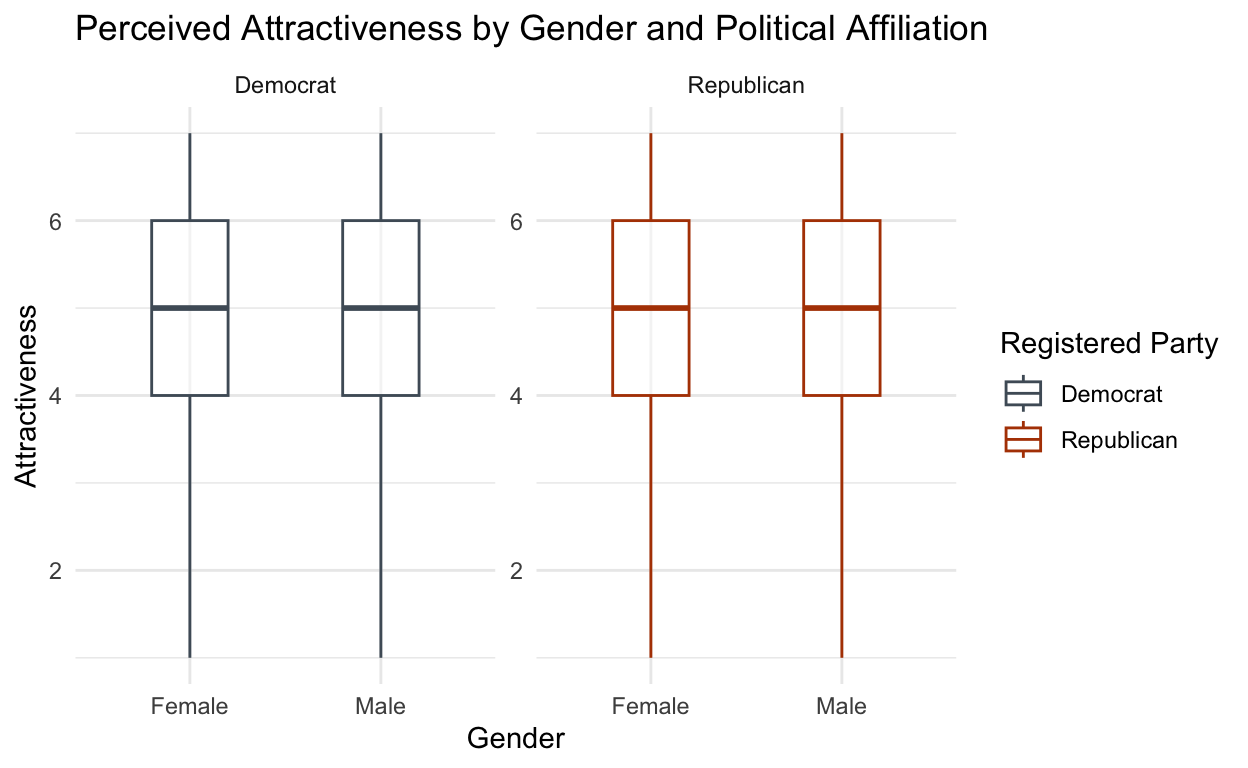 Perceived Attractiveness by Gender and Political Affiliation
Democrat
Republican
Attractiveness
6
4
2
6
4
2
Female
Male
Female
Male
Gender
Registered Party
Democrat
Republican